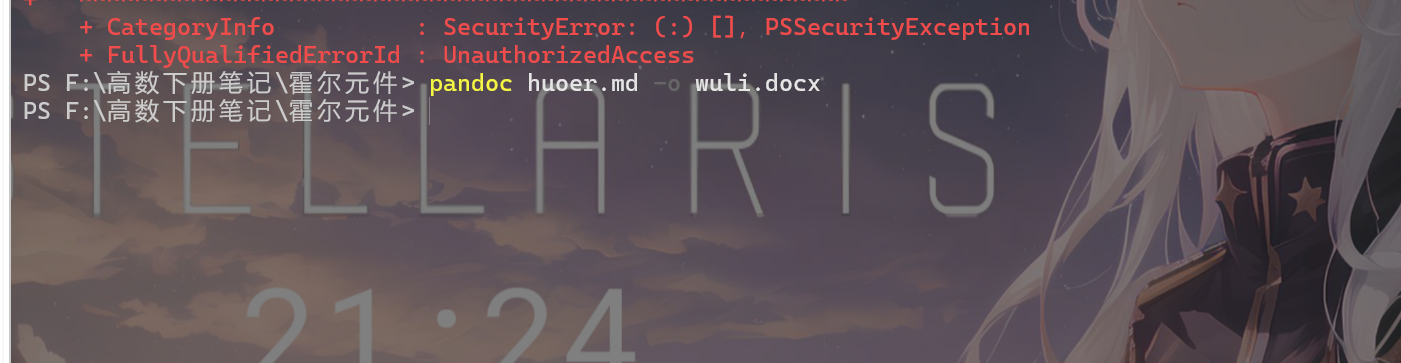 + CategoryInfo : SecurityError: (:) [], PSSecurityException
+ FullyQualifiedErrorId : UnauthorizedAccess
PS F:\高数下册笔记\霍尔元件> pandoc huoer.md -o wuli.docx
PS F:\高数下册笔记\霍尔元件>
TELLARIS
21:24